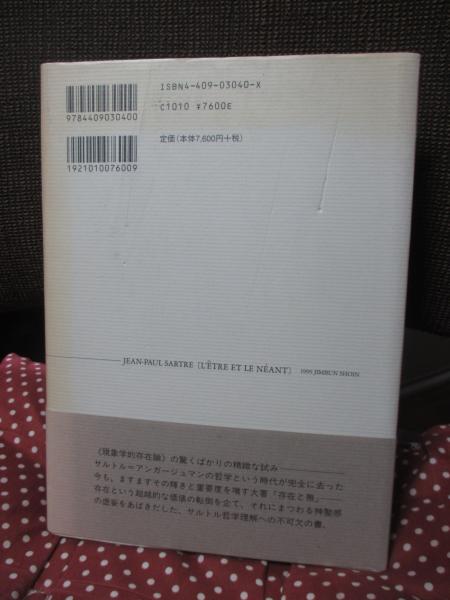 ISBN4-409-03040-X
C1010 ¥7600E
9784409030400
定価(本体7,600円+税)
1921010076009
JEAN-PAUL SARTRE〔L'ÊTRE ET LE NÉANT〕 1999 JIMBUN SHOIN
《現象学的存在論》の驚くばかりの精緻な試み
サルトル=アンガージュマンの哲学という時代が完全に去った
今も、ますますその輝きと重要度を増す大著『存在と無』――
存在という超越的な価値の転倒を企て、それにまつわる神聖感
の虚妄をあばきだした、サルトル哲学理解への不可欠の書。